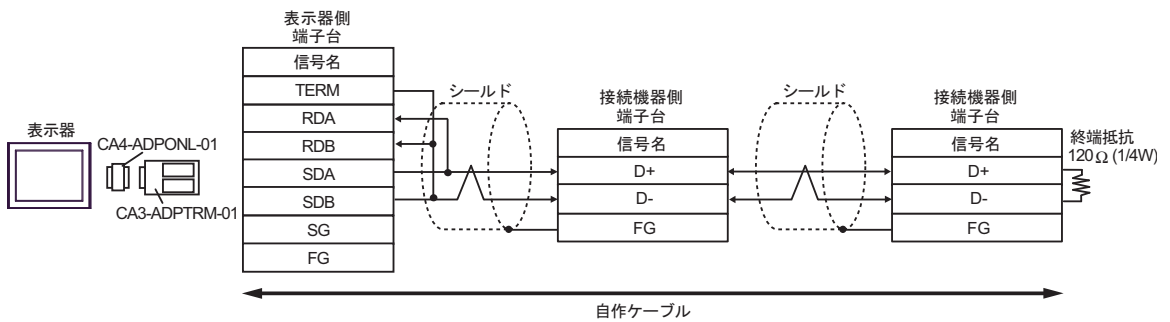 表示器
CA4-ADPONL-01
CA3-ADPTRM-01
表示器側
端子台
信号名
TERM
RDA
RDB
SDA
SDB
SG
FG
シールド
接続機器側
端子台
信号名
D+
D-
FG
シールド
接続機器側
端子台
信号名
D+
D-
FG
終端抵抗
120Ω (1/4W)
自作ケーブル